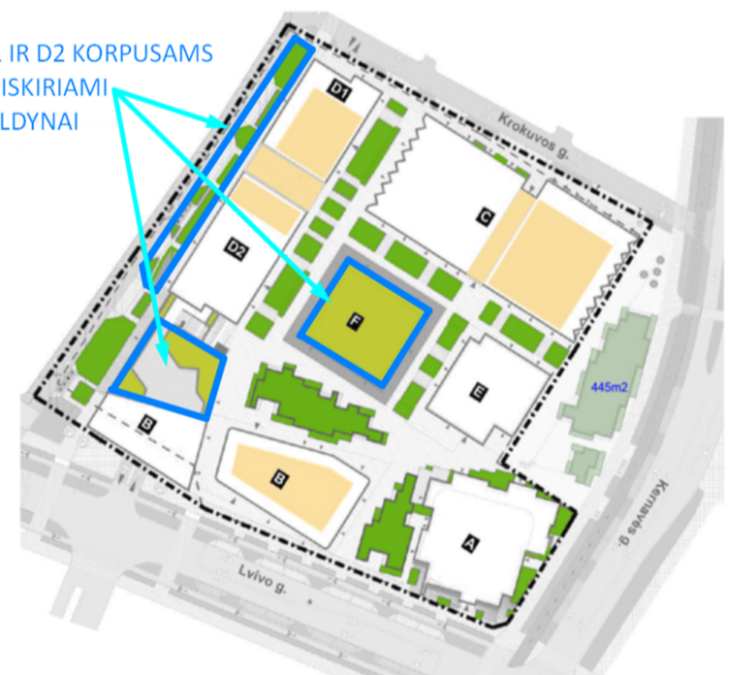 IR D2 KORPUSAMS
ISKIRIAMI
LDYNAI
D1
Krokuvos g.
C
D2
F
445m2
E
B
B
Kernavės g.
A
Lvivo g.